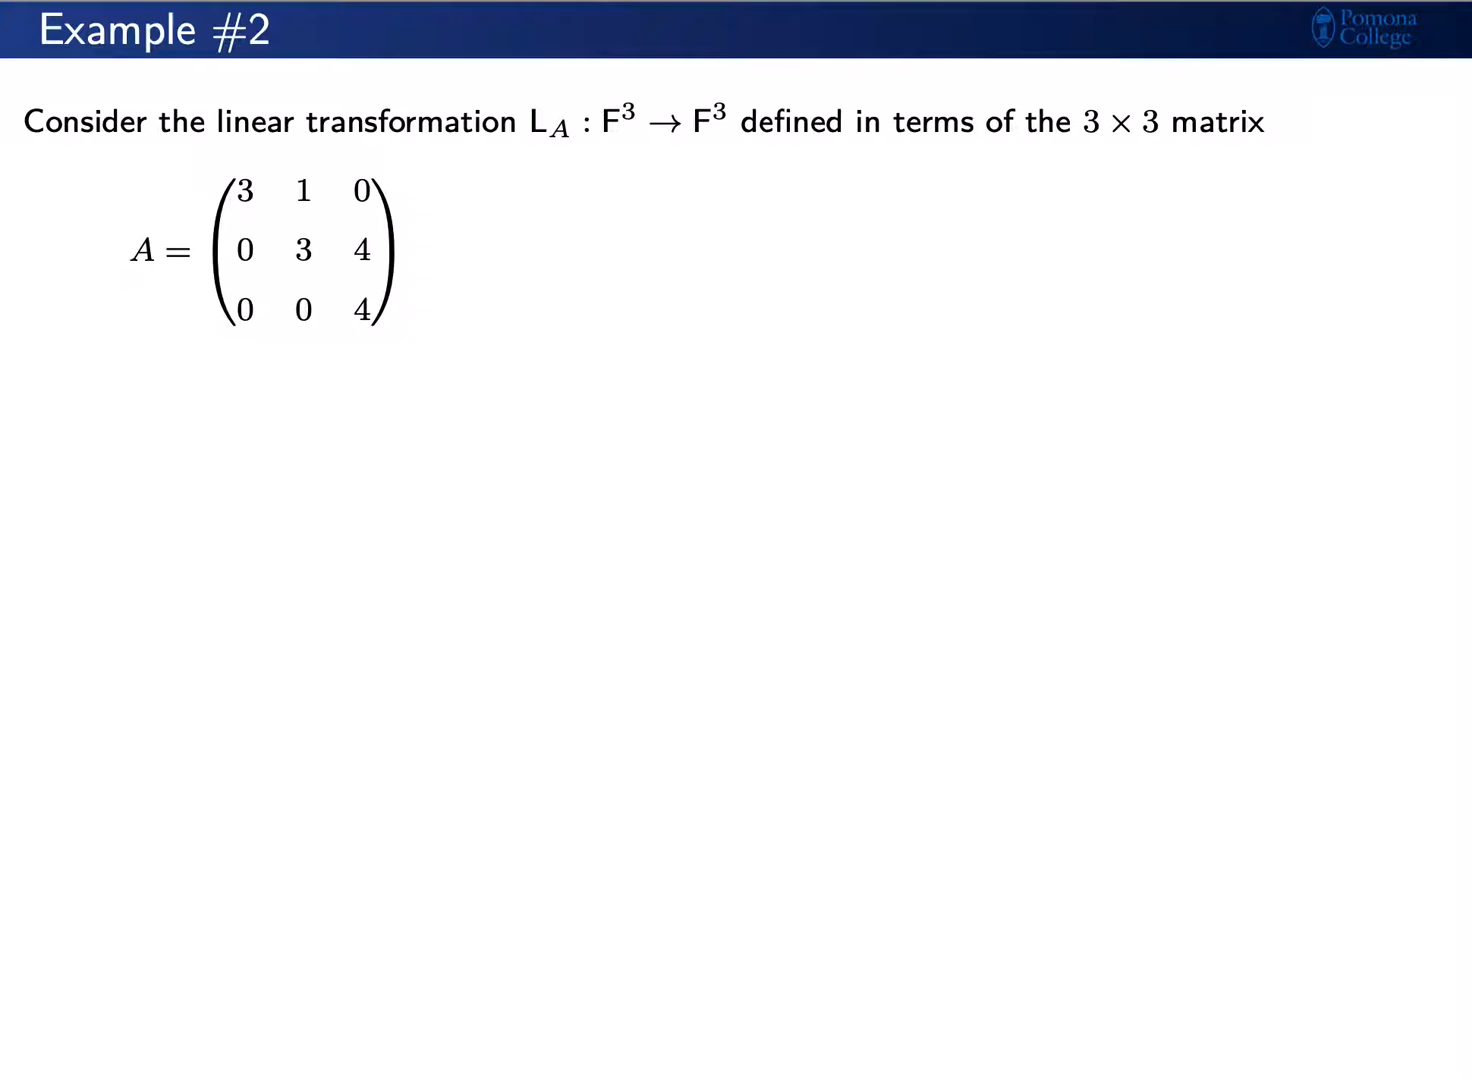 Example #2
Pomona
College
Consider the linear transformation L_A : F³ → F³ defined in terms of the 3 × 3 matrix
3 1 0
A = 0 3 4
0 0 4